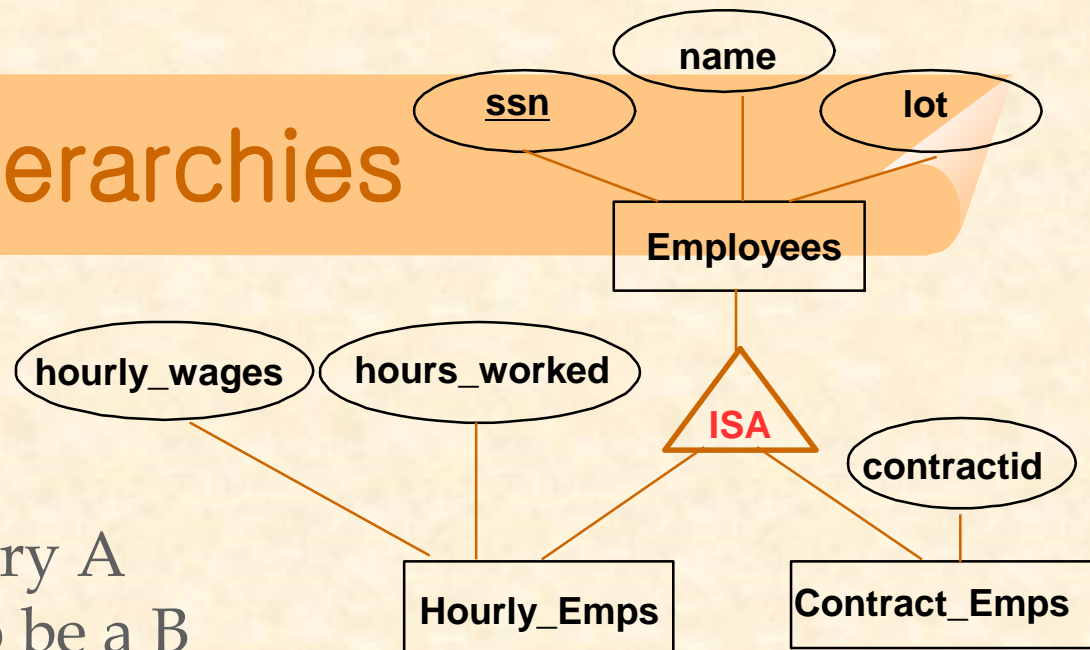 name
ssn
lot
erarchies
Employees
hourly_wages
hours_worked
ISA
contractid
ry A
Hourly_Emps
Contract_Emps
be a B